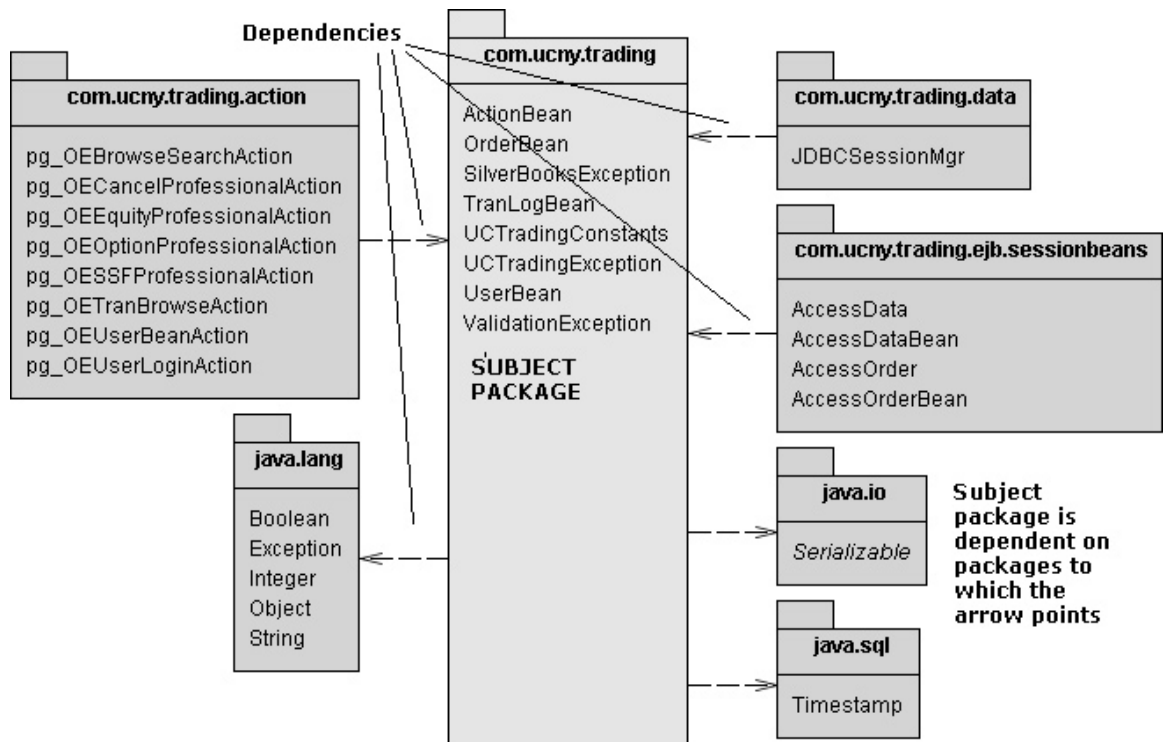 Dependencies
com.ucny.trading.action
pg_OEBrowseSearchAction
pg_OECancelProfessionalAction
pg_OEEquityProfessionalAction
pg_OEOptionProfessionalAction
pg_OESSFProfessionalAction
pg_OETranBrowseAction
pg_OEUserBeanAction
pg_OEUserLoginAction
com.ucny.trading
ActionBean
OrderBean
SilverBooksException
TranLogBean
UCTradingConstants
UCTradingException
UserBean
ValidationException
SUBJECT
PACKAGE
com.ucny.trading.data
JDBCSessionMgr
com.ucny.trading.ejb.sessionbeans
AccessData
AccessDataBean
AccessOrder
AccessOrderBean
java.lang
Boolean
Exception
Integer
Object
String
java.io
Serializable
Subject
package is
dependent on
packages to
which the
arrow points
java.sql
Timestamp